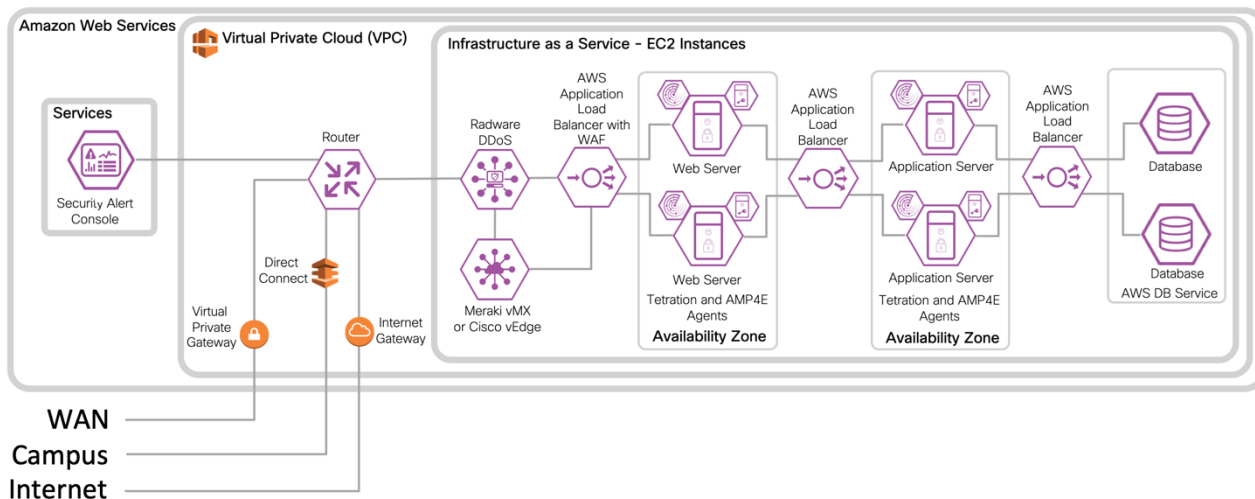 Amazon Web Services
Virtual Private Cloud (VPC)
Infrastructure as a Service - EC2 Instances
Services
Security Alert
Console
Router
Direct
Connect
Virtual
Private
Gateway
Internet
Gateway
Radware
DDoS
Meraki vMX
or Cisco vEdge
AWS
Application
Load
Balancer with
WAF
Web Server
Web Server
Tetration and AMP4E
Agents
Availability Zone
AWS
Application
Load
Balancer
Application Server
Application Server
Tetration and AMP4E
Agents
Availability Zone
AWS
Application
Load
Balancer
Database
Database
AWS DB Service
WAN
Campus
Internet